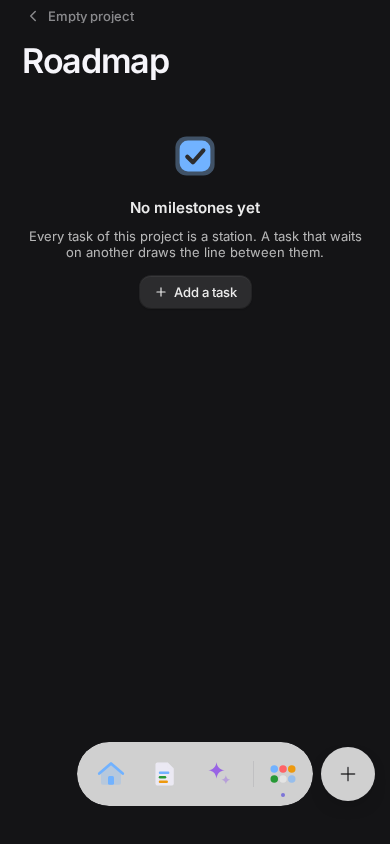 Empty project
Roadmap
No milestones yet
Every task of this project is a station. A task that waits
on another draws the line between them.
Add a task